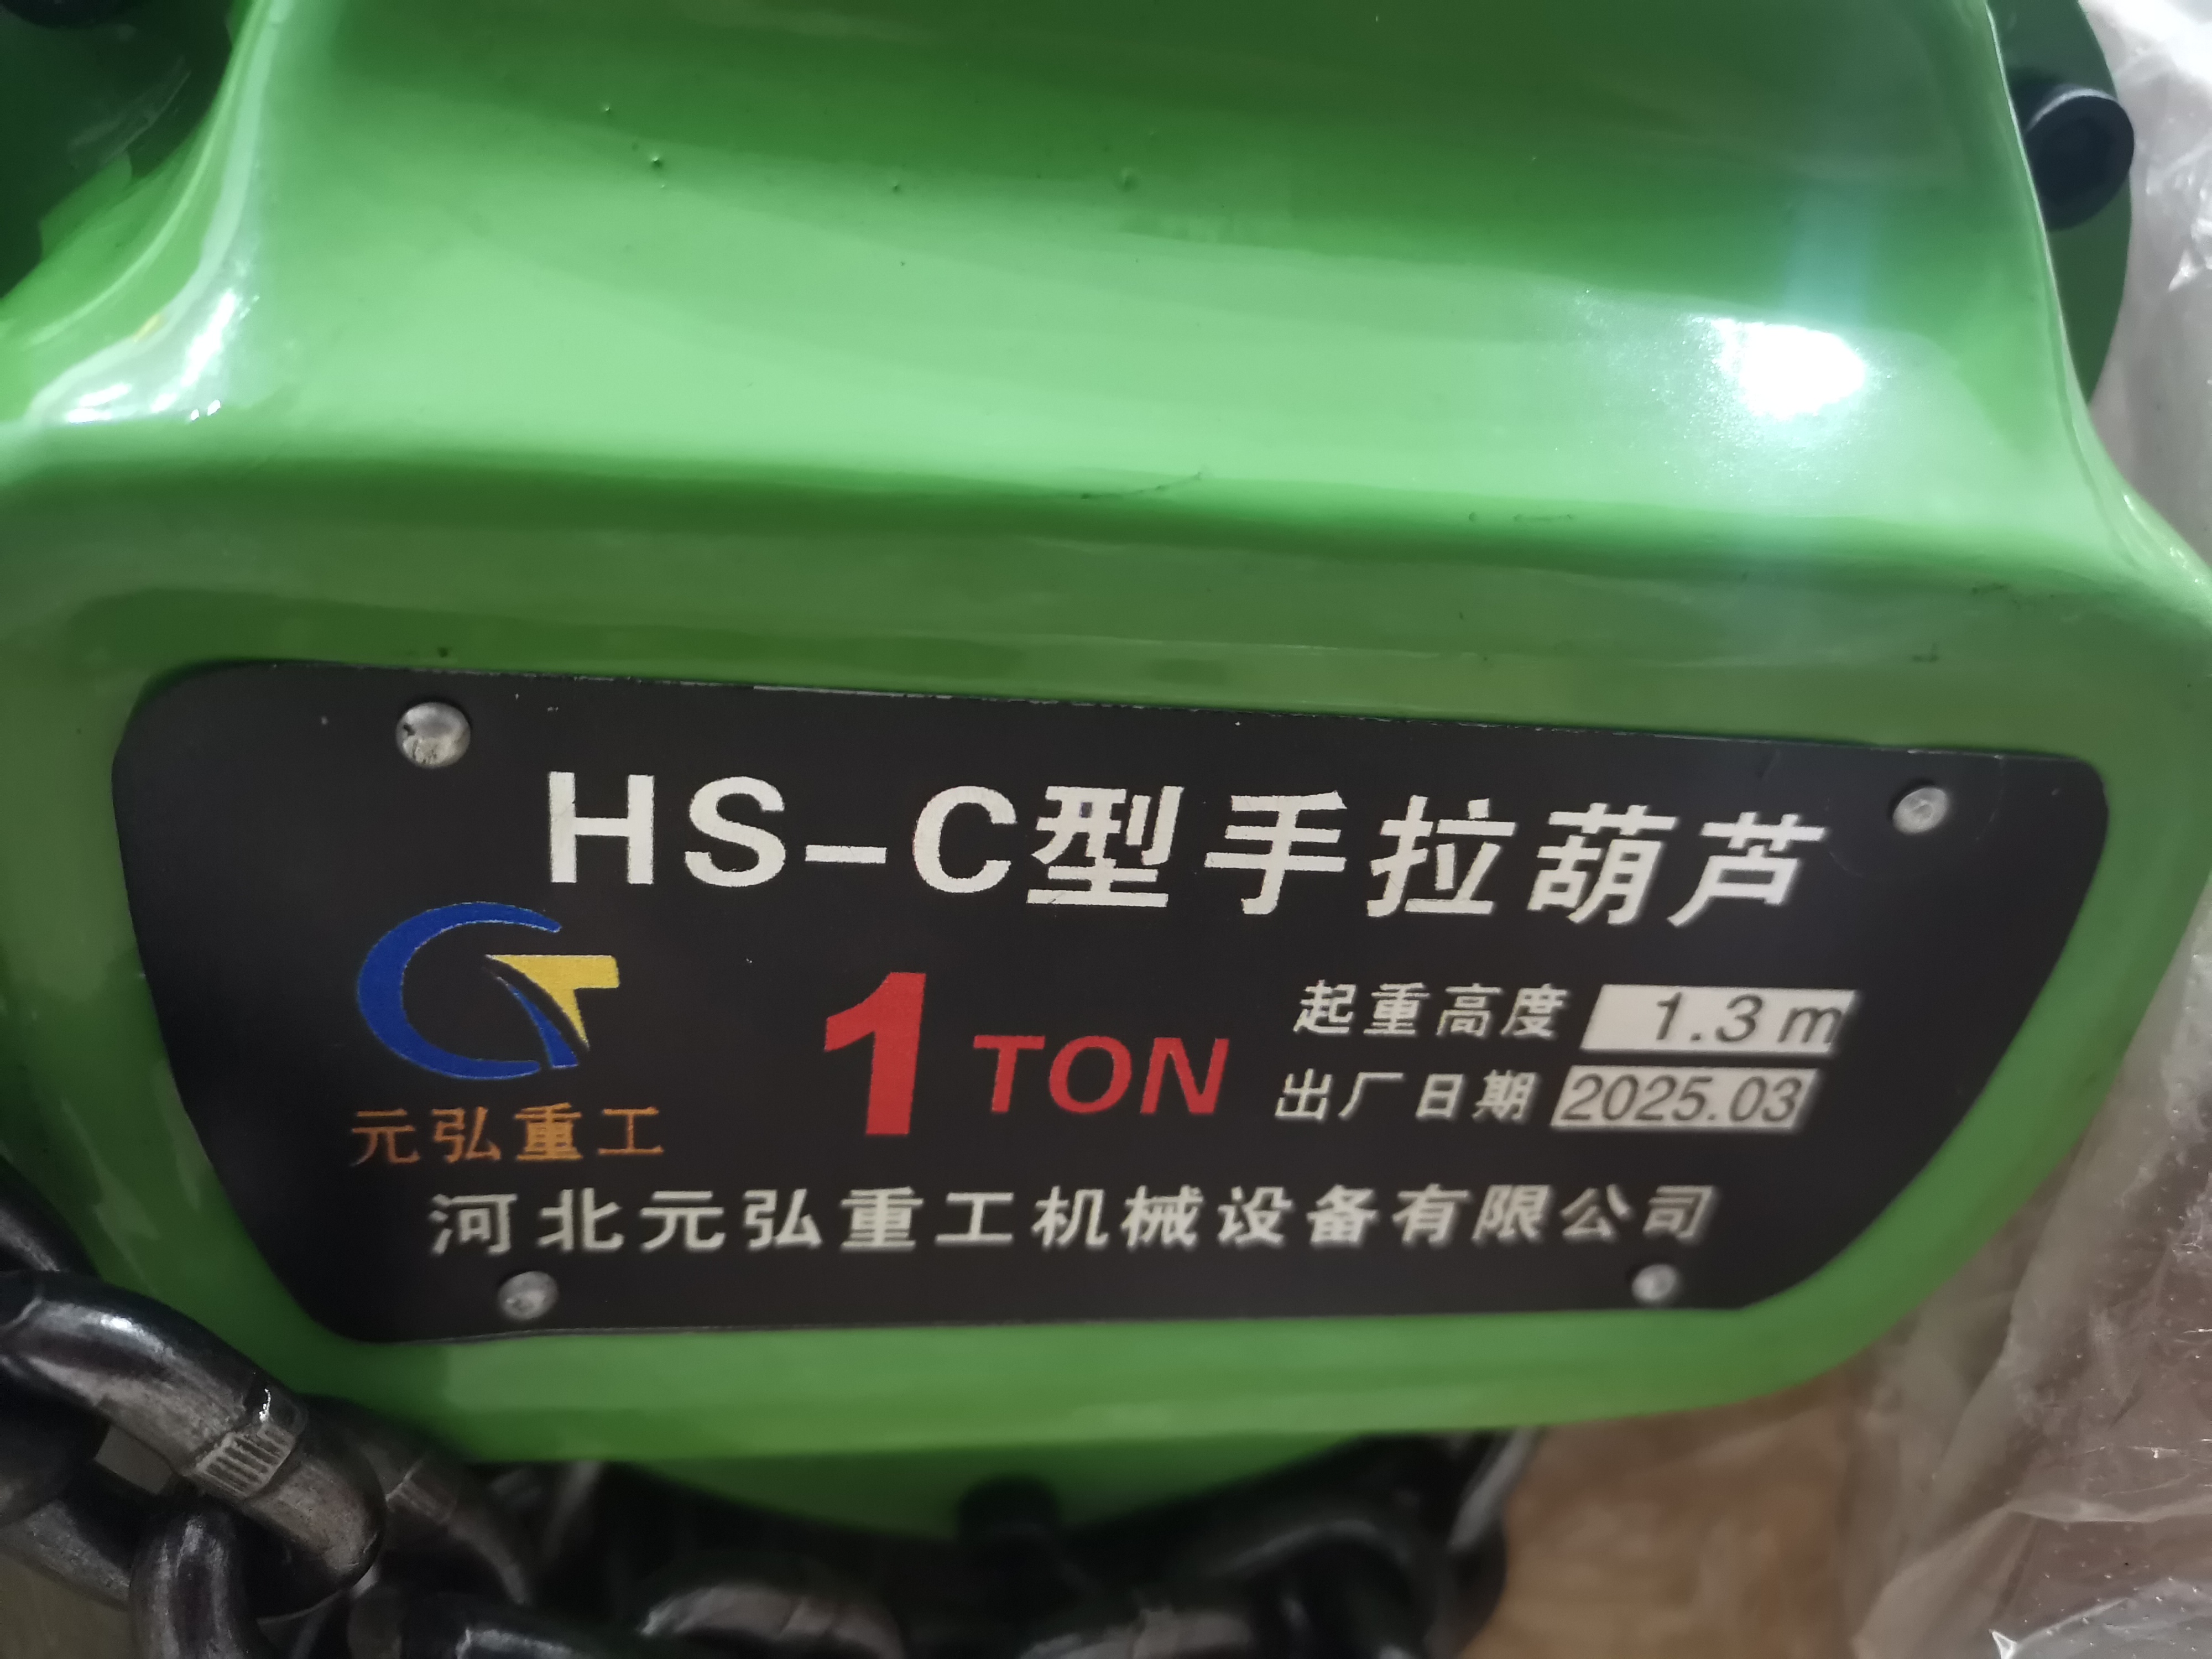 HS-C型手拉葫芦
1 TON
起重高度 1.3 m
出厂日期 2025.03
元弘重工
河北元弘重工机械设备有限公司